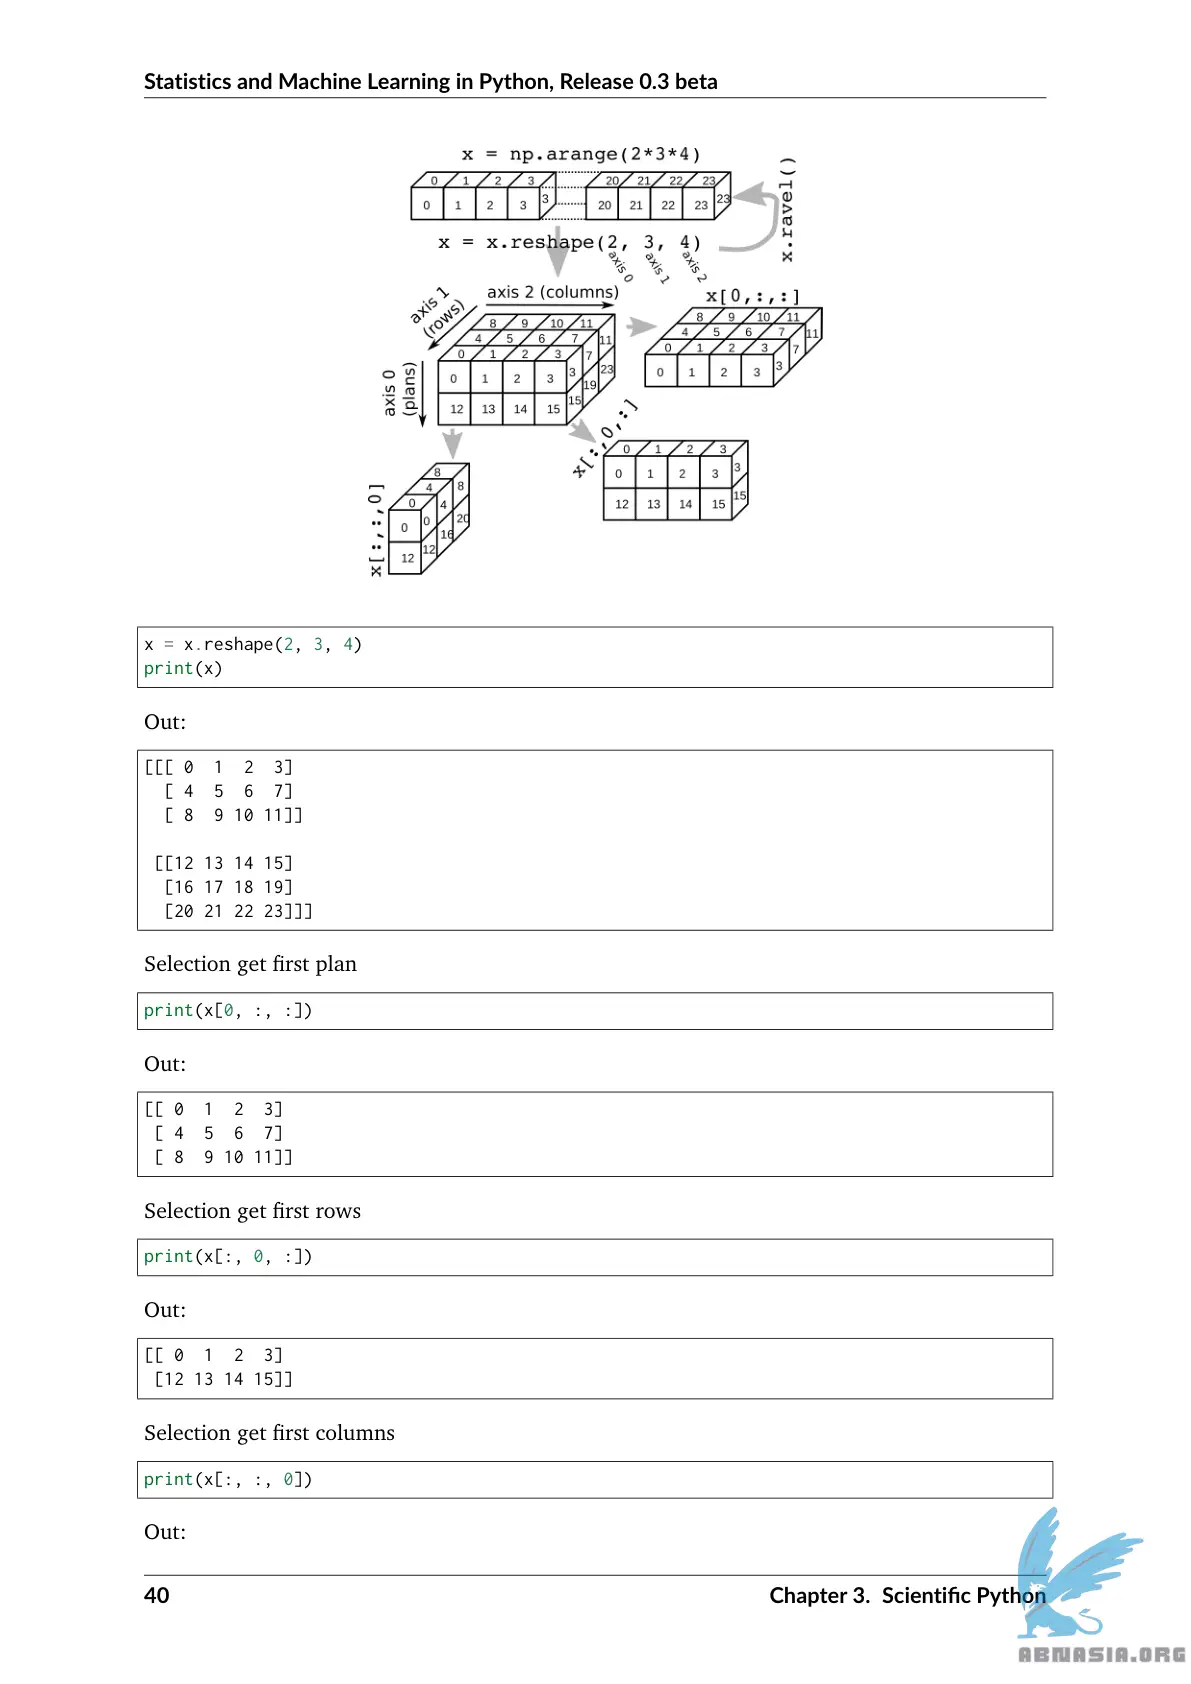 Statistics and Machine Learning in Python, Release 0.3 beta
x = np.arange(2*3*4)
0 1 2 3 20 21 22 23
0 1 2 3 3 20 21 22 23 23
x.ravel()
x = x.reshape(2, 3, 4)
axis 0 axis 1 axis 2
axis 1
(rows)
axis 2 (columns)
axis 0
(plans)
8 9 10 11
4 5 6 7 11
0 1 2 3 7 23
0 1 2 3 3 19
12 13 14 15 15
x[0,:,:]
8 9 10 11
4 5 6 7 11
0 1 2 3 7
0 1 2 3 3
x[:,0,:]
0 1 2 3
0 1 2 3 3
12 13 14 15 15
x[:,:,0]
8
4 8
0 4 20
0 0 16
12 12
x = x.reshape(2, 3, 4)
print(x)
Out:
[[[ 0  1  2  3]
  [ 4  5  6  7]
  [ 8  9 10 11]]
 [[12 13 14 15]
  [16 17 18 19]
  [20 21 22 23]]]
Selection get first plan
print(x[0, :, :])
Out:
[[ 0  1  2  3]
 [ 4  5  6  7]
 [ 8  9 10 11]]
Selection get first rows
print(x[:, 0, :])
Out:
[[ 0  1  2  3]
 [12 13 14 15]]
Selection get first columns
print(x[:, :, 0])
Out:
40 Chapter 3. Scientific Python
ABNASIA.ORG